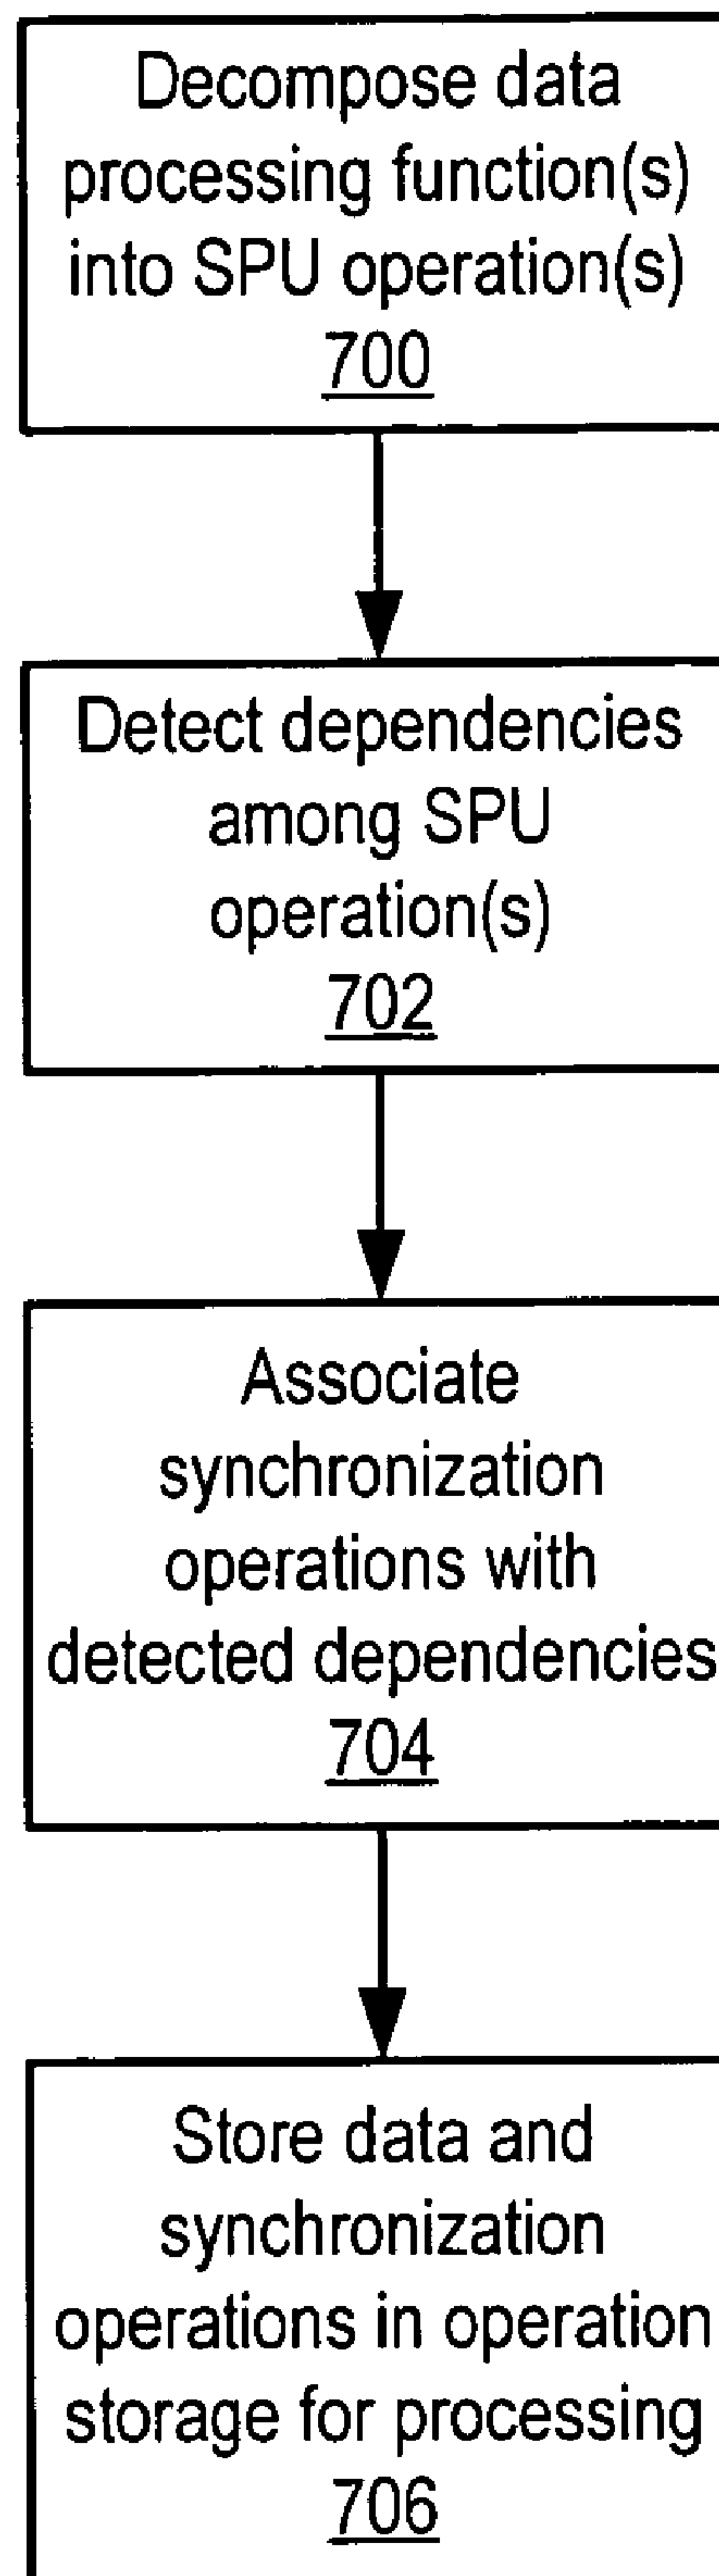 Decompose data
processing function(s)
into SPU operation(s)
700
Detect dependencies
among SPU
operation(s)
702
Associate
synchronization
operations with
detected dependencies
704
Store data and
synchronization
operations in operation
storage for processing
706